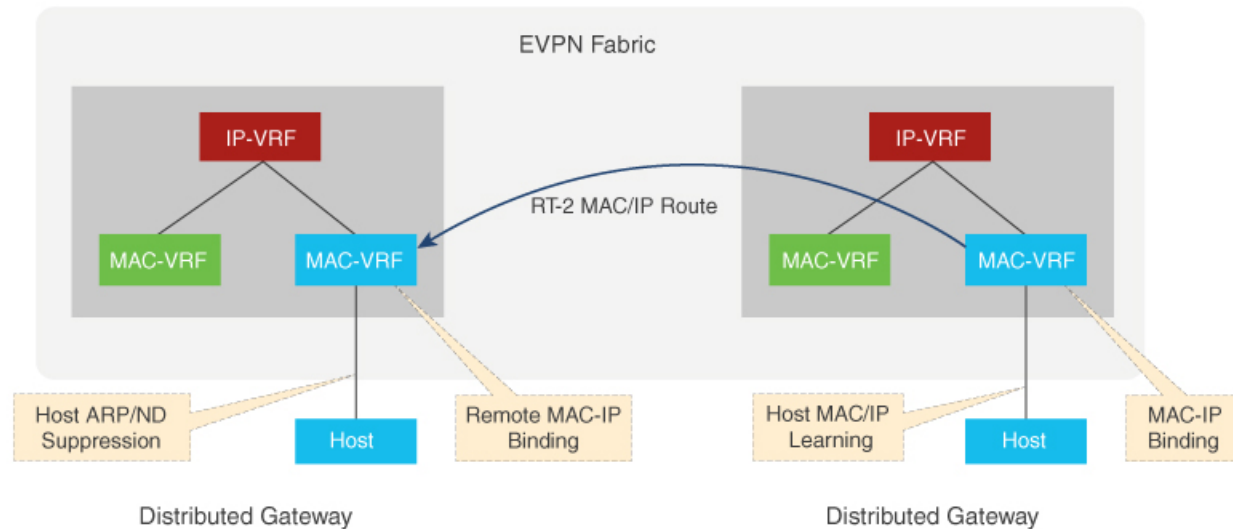 EVPN Fabric
IP-VRF
IP-VRF
RT-2 MAC/IP Route
MAC-VRF
MAC-VRF
MAC-VRF
MAC-VRF
Host ARP/ND
Suppression
Host
Remote MAC-IP
Binding
Host MAC/IP
Learning
Host
MAC-IP
Binding
Distributed Gateway
Distributed Gateway